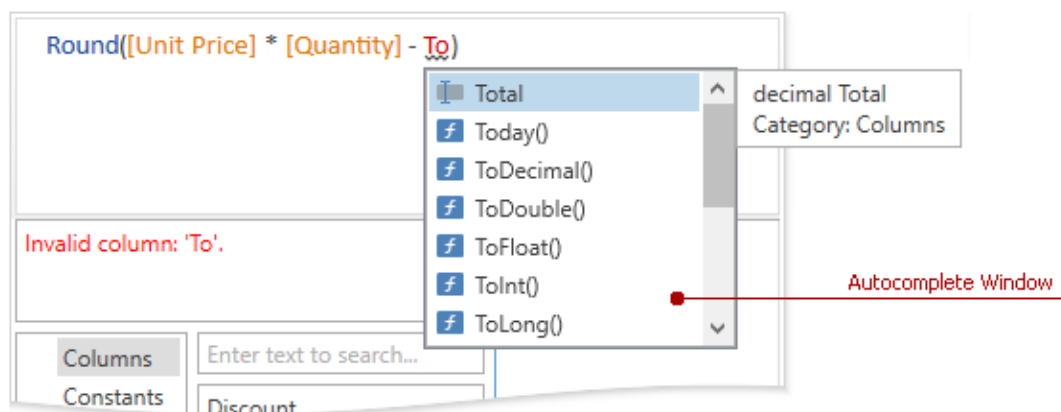 Round([Unit Price] * [Quantity] - To)
Total
Today()
ToDecimal()
ToDouble()
ToFloat()
ToInt()
ToLong()
decimal Total
Category: Columns
Invalid column: 'To'.
Autocomplete Window
Columns
Constants
Enter text to search...
Discount